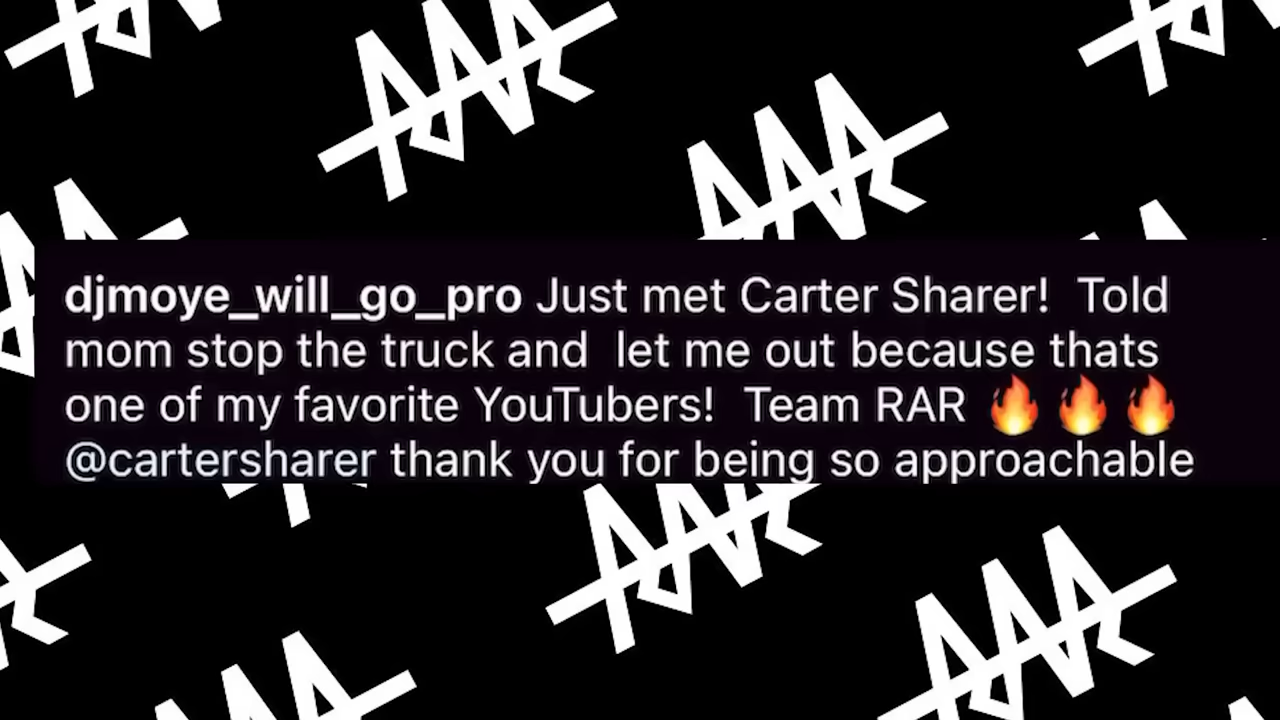 djmoye_will_go_pro Just met Carter Sharer!  Told
mom stop the truck and  let me out because thats
one of my favorite YouTubers!  Team RAR 🔥🔥🔥
@cartersharer thank you for being so approachable